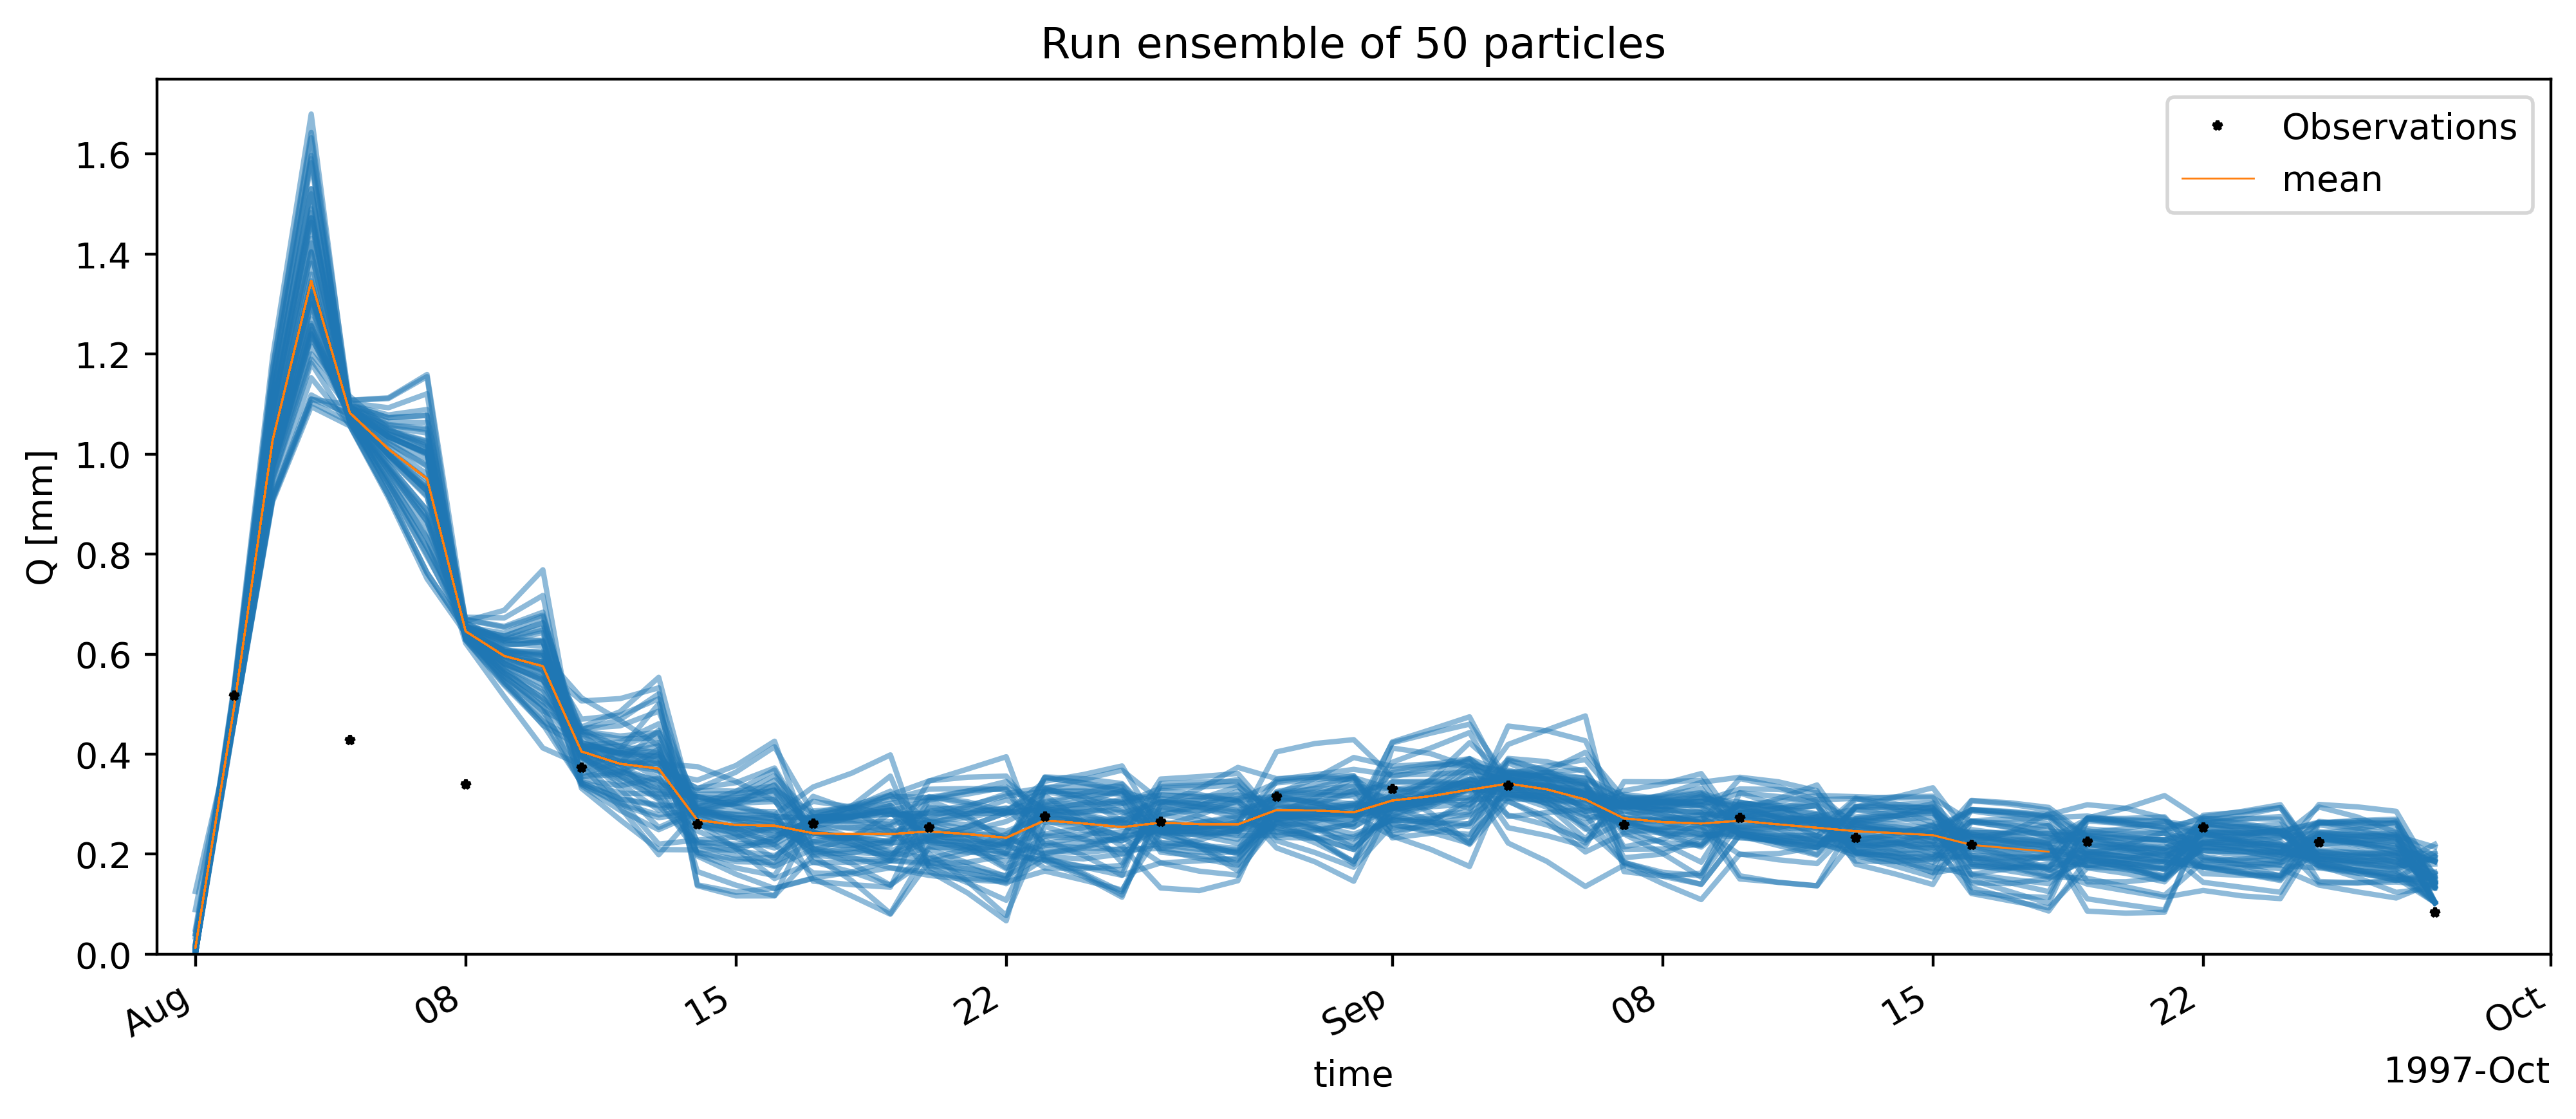 Run ensemble of 50 particles
Observations
mean
1.6
1.4
1.2
1.0
0.8
0.6
0.4
0.2
0.0
Q [mm]
Aug
08
15
22
Sep
08
15
22
Oct
time
1997-Oct